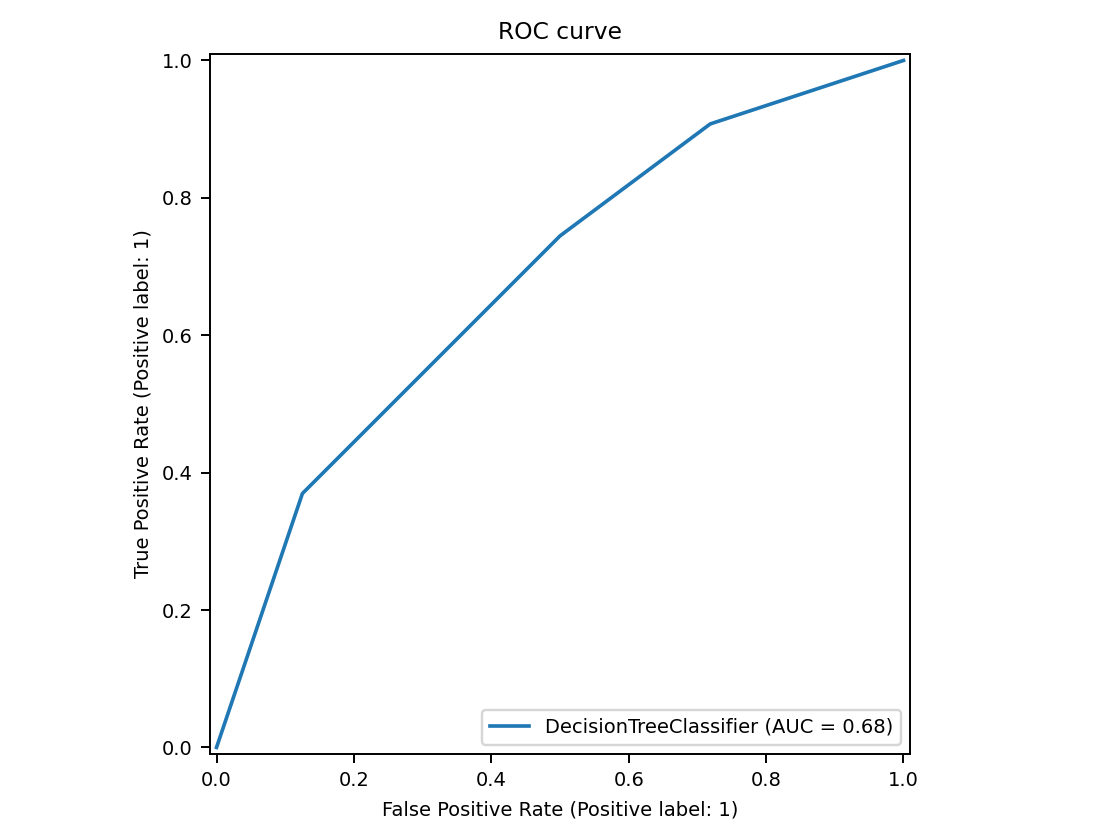 ROC curve
True Positive Rate (Positive label: 1)
1.0
0.8
0.6
0.4
0.2
0.0
DecisionTreeClassifier (AUC = 0.68)
0.0 0.2 0.4 0.6 0.8 1.0
False Positive Rate (Positive label: 1)